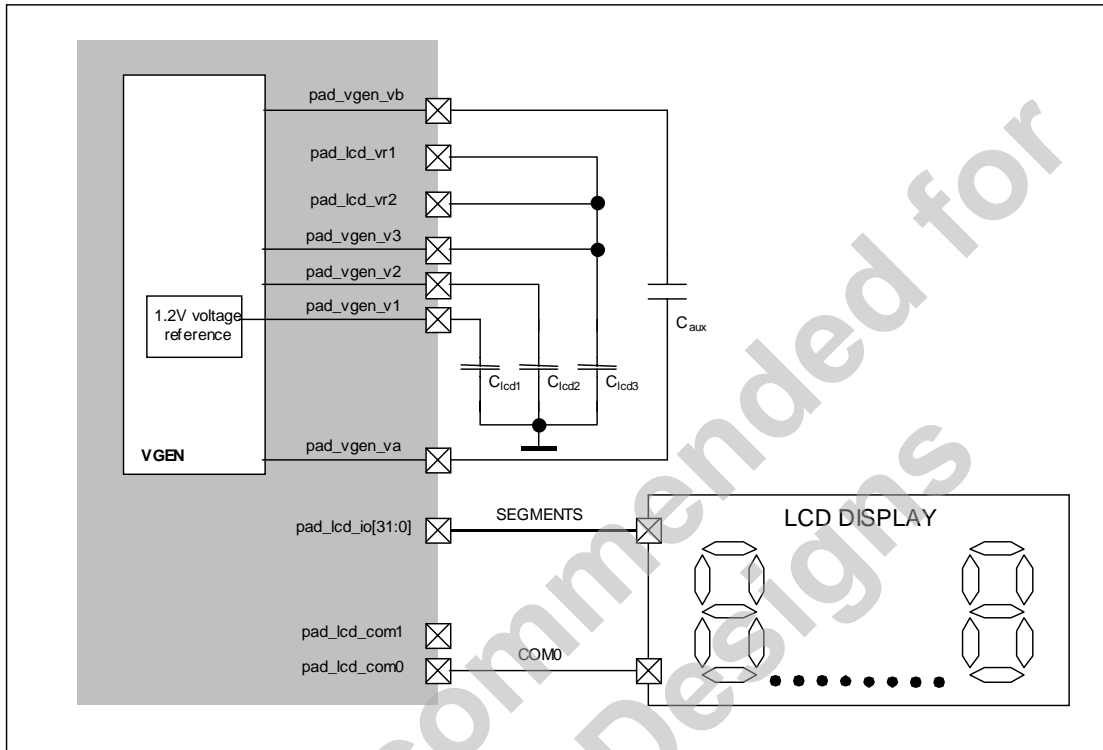 pad_vgen_vb
pad_lcd_vr1
pad_lcd_vr2
pad_vgen_v3
pad_vgen_v2
pad_vgen_v1
1.2V voltage
reference
Caux
Clcd1
Clcd2
Clcd3
VGEN
pad_vgen_va
pad_lcd_io[31:0]
SEGMENTS
LCD DISPLAY
pad_lcd_com1
pad_lcd_com0
COM0
commended for
Designs